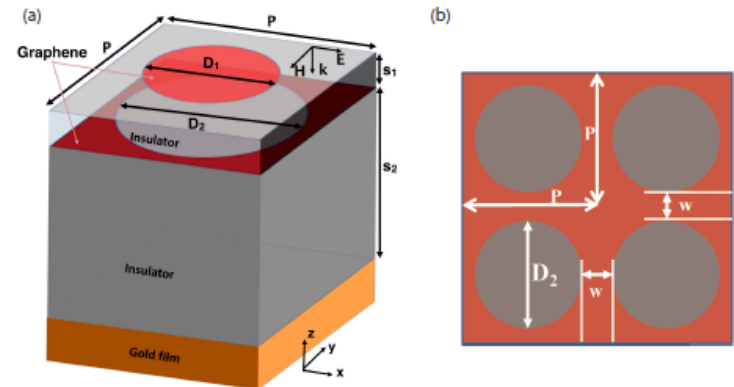 (a)
P
P
Graphene
D1
E
H
k
S1
D2
Insulator
S2
Insulator
Gold film
z
y
x
(b)
P
P
w
D2
w